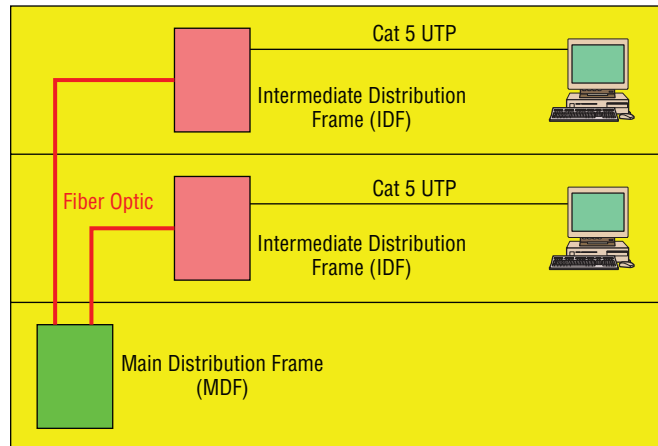 Cat 5 UTP
Intermediate Distribution
Frame (IDF)
Fiber Optic
Cat 5 UTP
Intermediate Distribution
Frame (IDF)
Main Distribution Frame
(MDF)